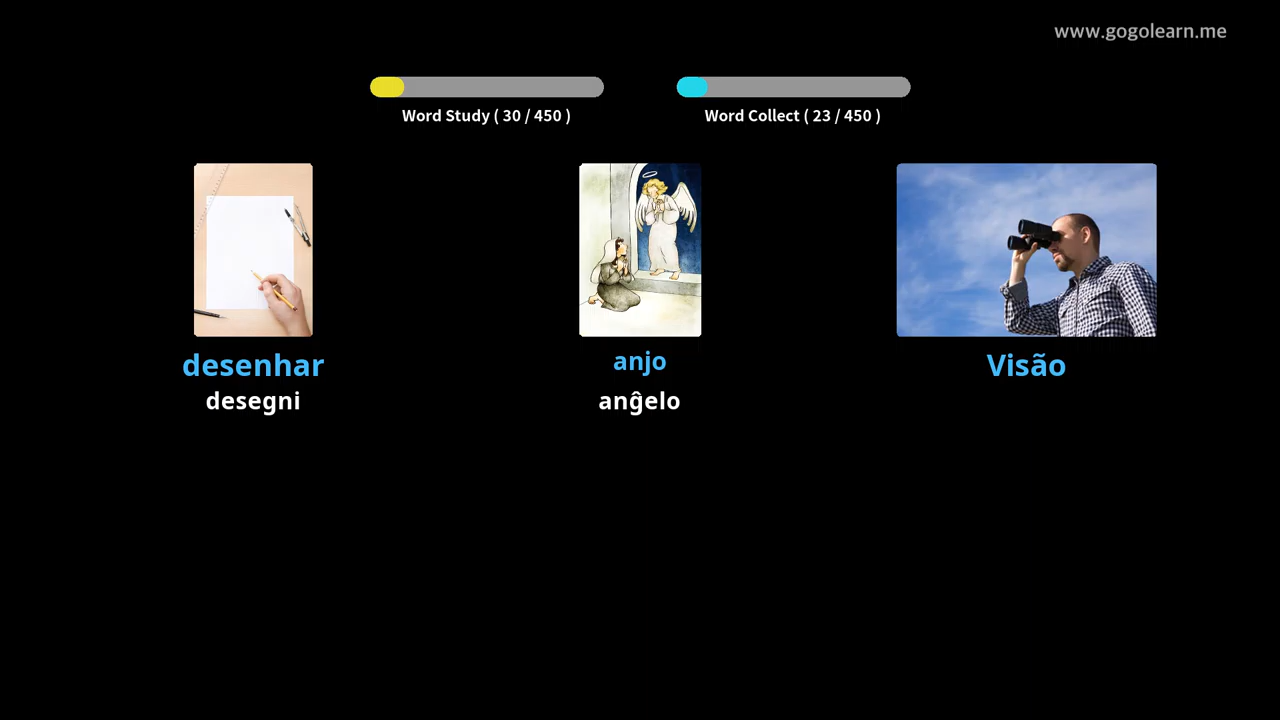 www.gogolearn.me
Word Study ( 30 / 450 )
Word Collect ( 23 / 450 )
desenhar
anjo
Visão
desegni
anĝelo